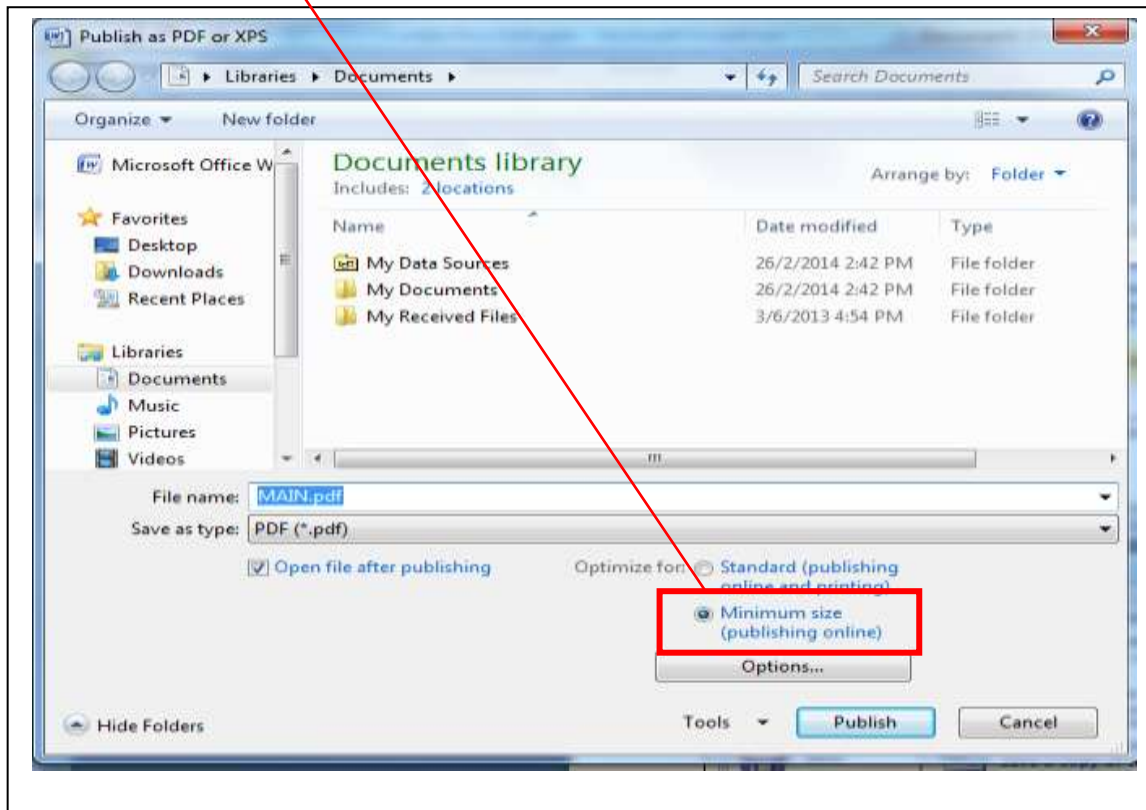 Publish as PDF or XPS
Libraries ▸ Documents ▸
Search Documents
Organize
New folder
Microsoft Office W
Favorites
Desktop
Downloads
Recent Places
Libraries
Documents
Music
Pictures
Videos
Documents library
Includes: 2 locations
Arrange by: Folder
Name Date modified Type
My Data Sources 26/2/2014 2:42 PM File folder
My Documents 26/2/2014 2:42 PM File folder
My Received Files 3/6/2013 4:54 PM File folder
File name: MAIN.pdf
Save as type: PDF (*.pdf)
Open file after publishing
Optimize for: Standard (publishing
online and printing)
Minimum size
(publishing online)
Options...
Hide Folders
Tools
Publish
Cancel